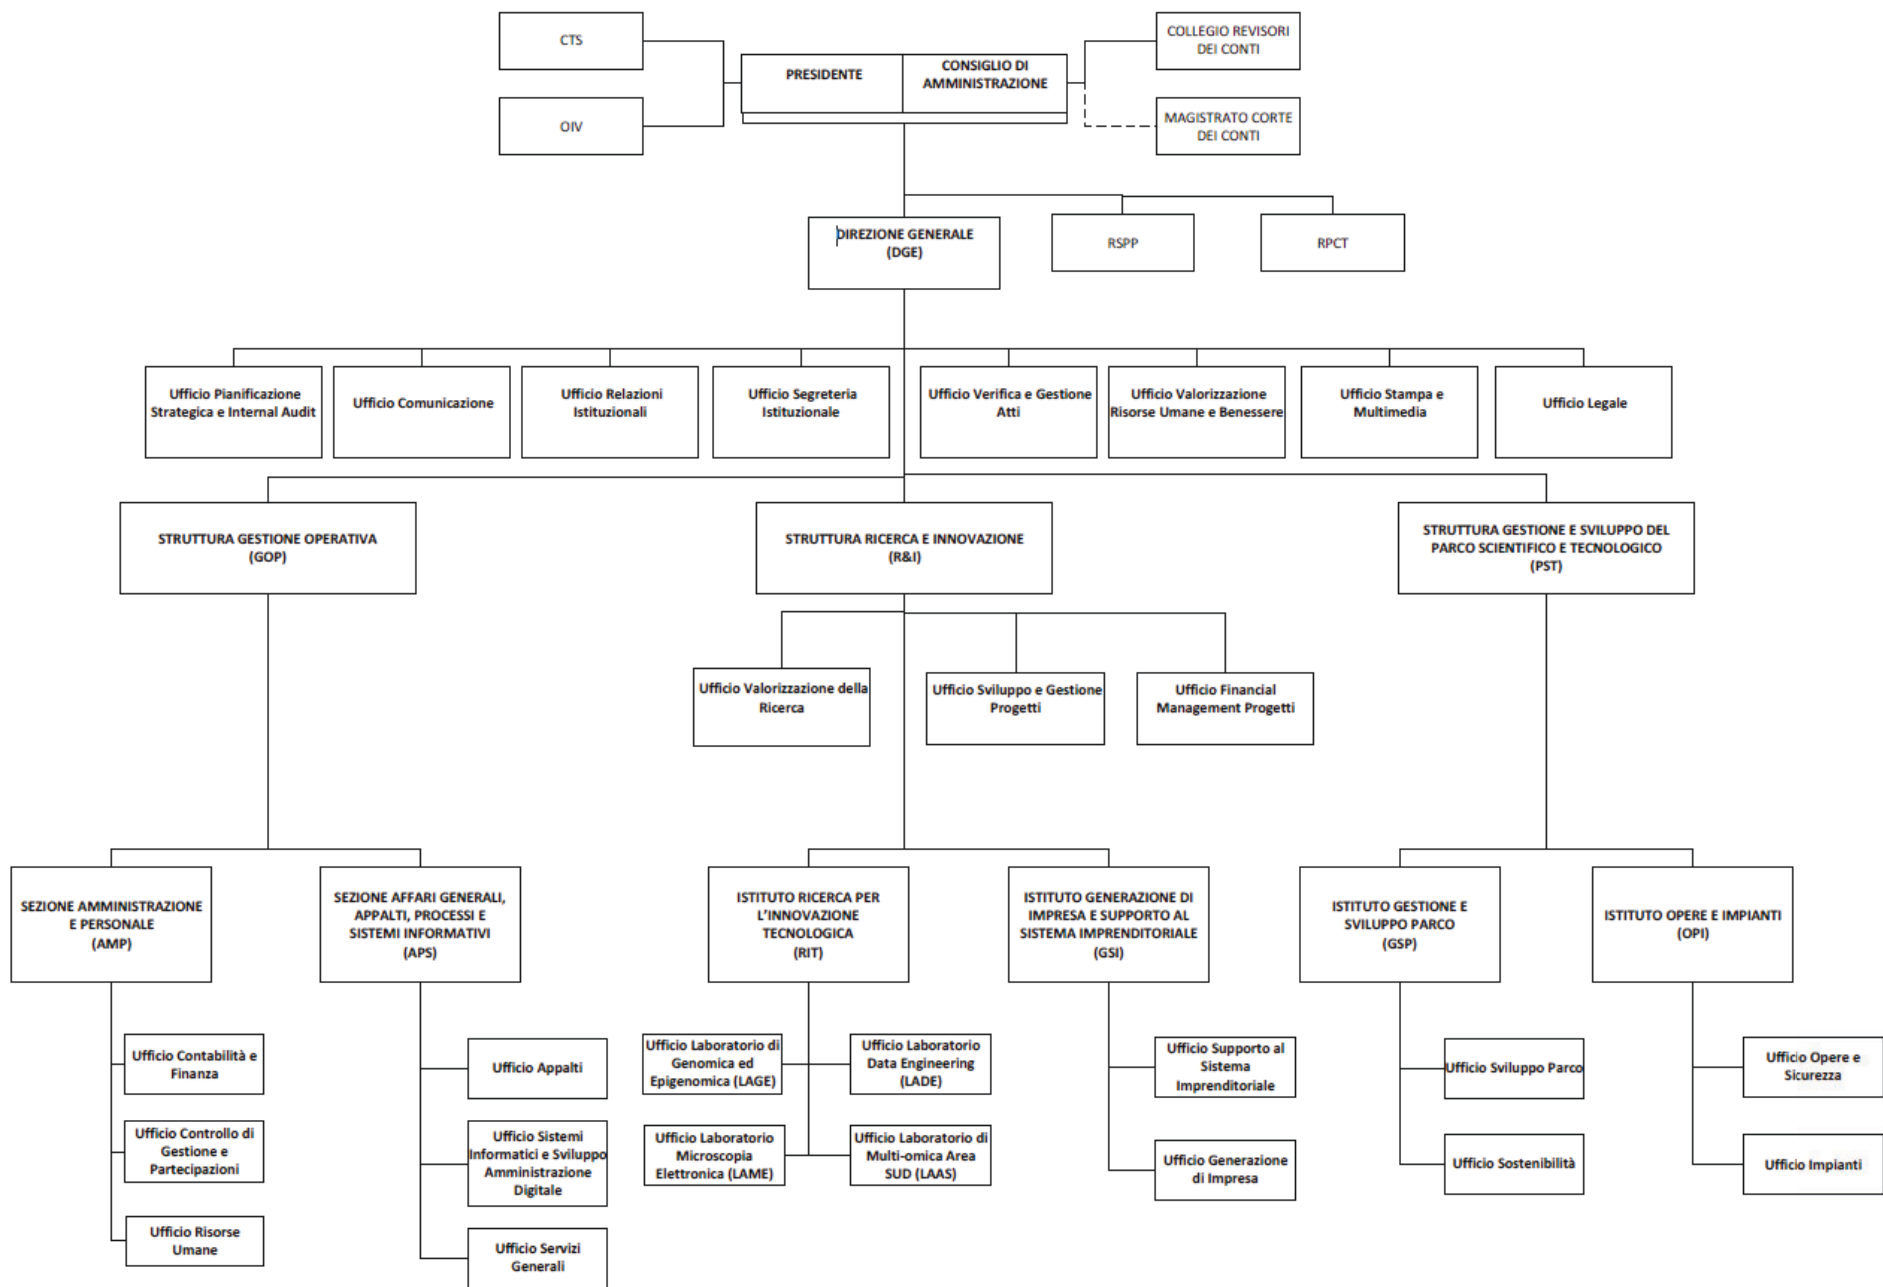 CTS
COLLEGIO REVISORI
DEI CONTI
PRESIDENTE
CONSIGLIO DI
AMMINISTRAZIONE
OIV
MAGISTRATO CORTE
DEI CONTI
DIREZIONE GENERALE
(DGE)
RSPP
RPCT
Ufficio Pianificazione
Strategica e Internal Audit
Ufficio Comunicazione
Ufficio Relazioni
Istituzionali
Ufficio Segreteria
Istituzionale
Ufficio Verifica e Gestione
Atti
Ufficio Valorizzazione
Risorse Umane e Benessere
Ufficio Stampa e
Multimedia
Ufficio Legale
STRUTTURA GESTIONE OPERATIVA
(GOP)
STRUTTURA RICERCA E INNOVAZIONE
(R&I)
STRUTTURA GESTIONE E SVILUPPO DEL
PARCO SCIENTIFICO E TECNOLOGICO
(PST)
Ufficio Valorizzazione della
Ricerca
Ufficio Sviluppo e Gestione
Progetti
Ufficio Financial
Management Progetti
SEZIONE AMMINISTRAZIONE
E PERSONALE
(AMP)
SEZIONE AFFARI GENERALI,
APPALTI, PROCESSI E
SISTEMI INFORMATIVI
(APS)
ISTITUTO RICERCA PER
L'INNOVAZIONE
TECNOLOGICA
(RIT)
ISTITUTO GENERAZIONE DI
IMPRESA E SUPPORTO AL
SISTEMA IMPRENDITORIALE
(GSI)
ISTITUTO GESTIONE E
SVILUPPO PARCO
(GSP)
ISTITUTO OPERE E IMPIANTI
(OPI)
Ufficio Contabilità e
Finanza
Ufficio Controllo di
Gestione e
Partecipazioni
Ufficio Risorse
Umane
Ufficio Appalti
Ufficio Sistemi
Informatici e Sviluppo
Amministrazione
Digitale
Ufficio Servizi
Generali
Ufficio Laboratorio di
Genomica ed
Epigenomica (LAGE)
Ufficio Laboratorio
Data Engineering
(LADE)
Ufficio Laboratorio
Microscopia
Elettronica (LAME)
Ufficio Laboratorio di
Multi-omica Area
SUD (LAAS)
Ufficio Supporto al
Sistema
Imprenditoriale
Ufficio Generazione
di Impresa
Ufficio Sviluppo Parco
Ufficio Sostenibilità
Ufficio Opere e
Sicurezza
Ufficio Impianti